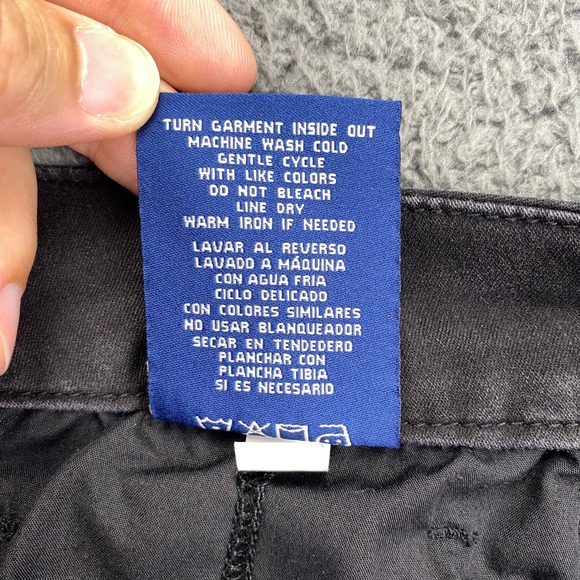 TURN GARMENT INSIDE OUT
MACHINE WASH COLD
GENTLE CYCLE
WITH LIKE COLORS
DO NOT BLEACH
LINE DRY
WARM IRON IF NEEDED
LAVAR AL REVERSO
LAVADO A MÁQUINA
CON AGUA FRIA
CICLO DELICADO
CON COLORES SIMILARES
NO USAR BLANQUEADOR
SECAR EN TENDEDERO
PLANCHAR CON
PLANCHA TIBIA
SI ES NECESARIO